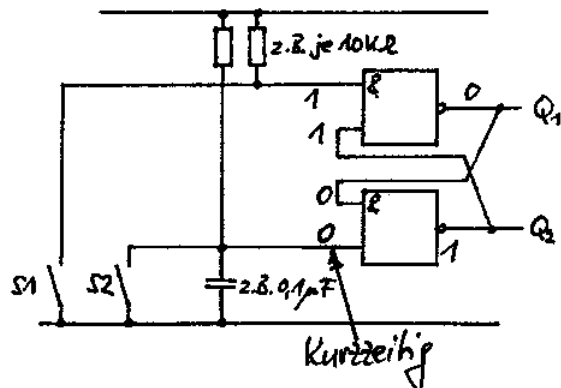 z.B. je 10KΩ
1
&
0
Q1
1
0
&
0
1
Q2
S1
S2
z.B. 0,1µF
Kurzzeitig